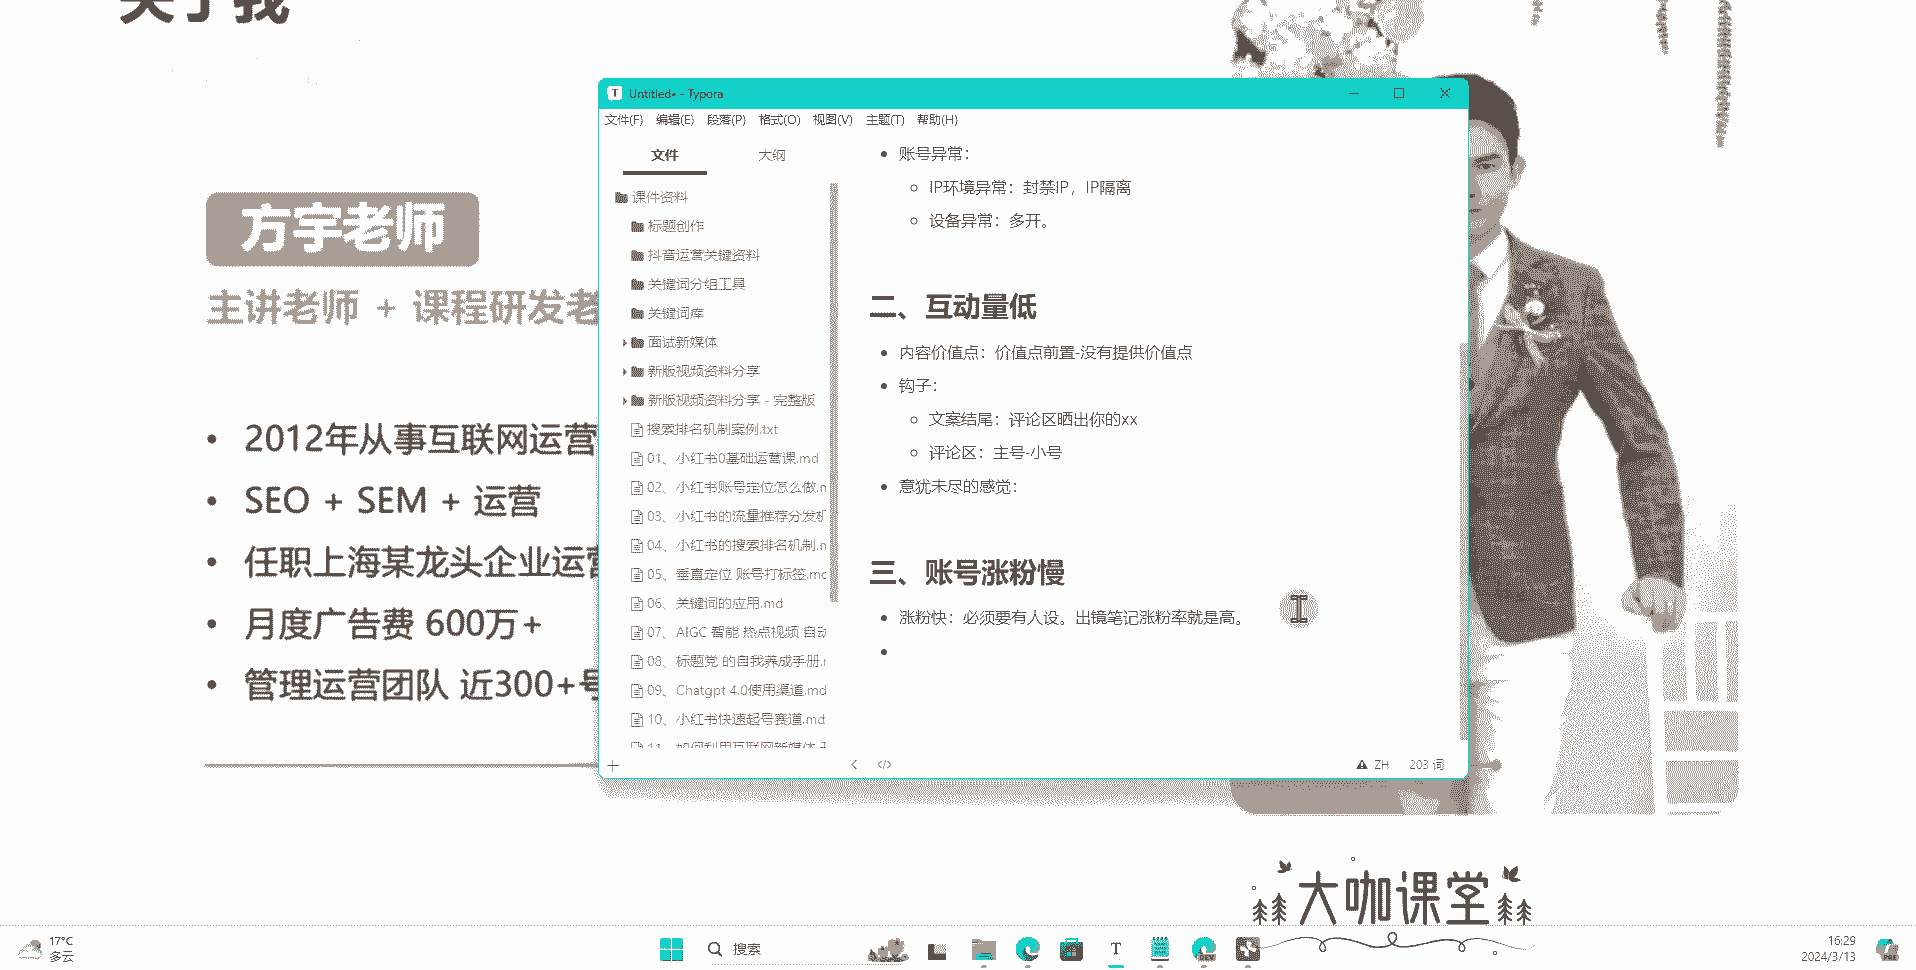 关于我
方宇老师
主讲老师 + 课程研发老
2012年从事互联网运营
SEO + SEM + 运营
任职上海某龙头企业运营
月度广告费 600万+
管理运营团队 近300+号
Untitled• - Typora
文件(F) 编辑(E) 段落(P) 格式(O) 视图(V) 主题(T) 帮助(H)
文件 大纲
课件资料
标题创作
抖音运营关键资料
关键词分组工具
关键词库
面试新媒体
新版视频资料分享
新版视频资料分享 - 完整版
搜索排名机制案例.txt
01、小红书0基础运营课.md
02、小红书账号定位怎么做.n
03、小红书的流量推荐分发机
04、小红书的搜索排名机制.n
05、垂直定位 账号打标签.mc
06、关键词的应用.md
07、AIGC 智能 热点视频 自动
08、标题党 的自我养成手册.r
09、Chatgpt 4.0使用渠道.md
10、小红书快速起号赛道.md
账号异常：
IP环境异常：封禁IP，IP隔离
设备异常：多开。
二、互动量低
内容价值点：价值点前置-没有提供价值点
钩子：
文案结尾：评论区晒出你的xx
评论区：主号-小号
意犹未尽的感觉：
三、账号涨粉慢
涨粉快：必须要有人设。出镜笔记涨粉率就是高。
ZH 203 词
大咖课堂
17°C
多云
搜索
T
DEV
16:29
2024/3/13
PRE